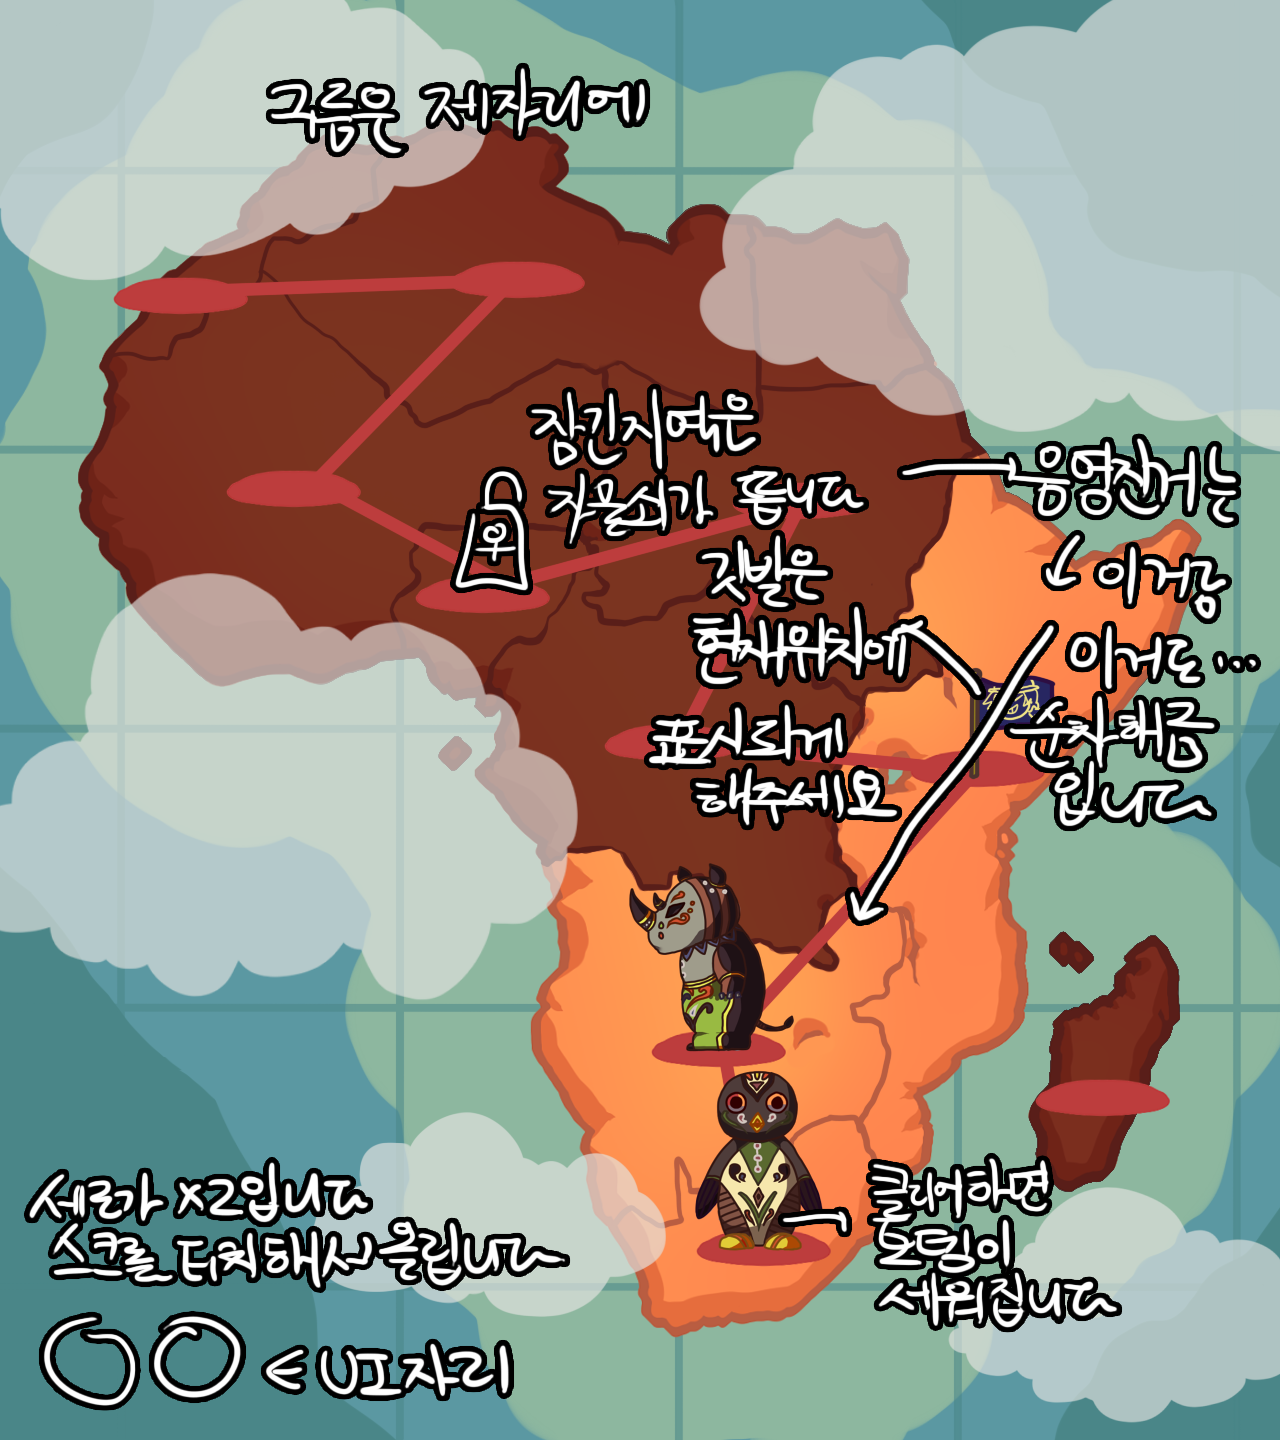 구름은 제자리에
잠긴지역은
자물쇠가 뜹니다
깃발은
현재위치에
표시되게
해주세요
음영진거는
이거랑
이거도...
순차해금
입니다
클리어하면
토템이
세워집니다
세로가 x2입니다
스크롤 터치해서 올립니다
< UI자리